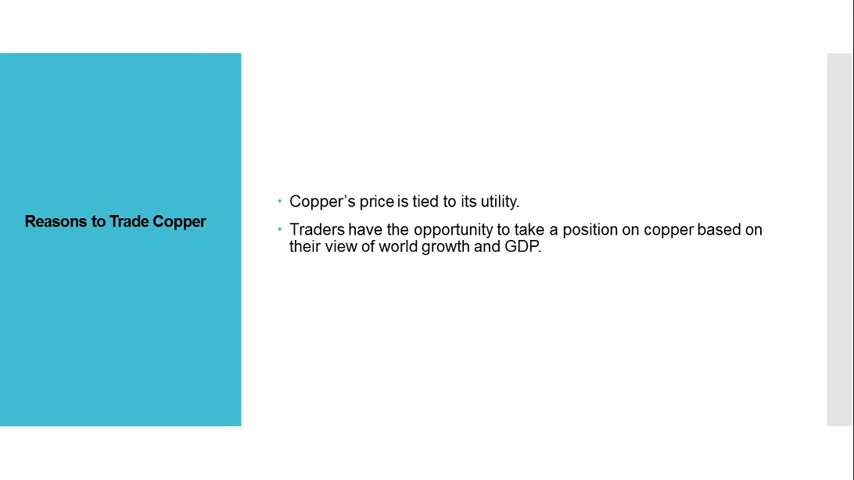 Reasons to Trade Copper
• Copper's price is tied to its utility.
• Traders have the opportunity to take a position on copper based on
their view of world growth and GDP.